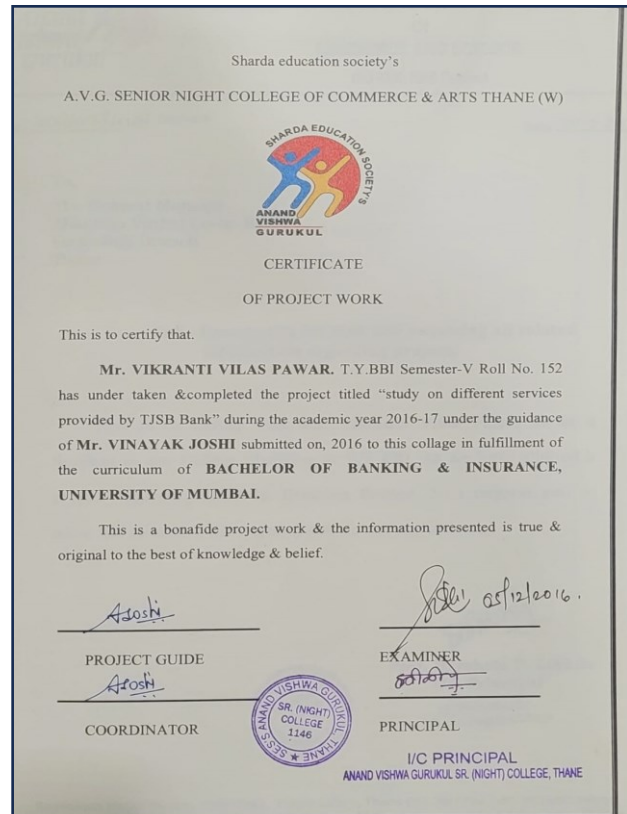 Sharda education society's
A.V.G. SENIOR NIGHT COLLEGE OF COMMERCE & ARTS THANE (W)
SHARDA EDUCATION SOCIETY'S
ANAND
VISHWA
GURUKUL
CERTIFICATE
OF PROJECT WORK
This is to certify that.
Mr. VIKRANTI VILAS PAWAR. T.Y.BBI Semester-V Roll No. 152
has under taken &completed the project titled “study on different services
provided by TJSB Bank” during the academic year 2016-17 under the guidance
of Mr. VINAYAK JOSHI submitted on, 2016 to this collage in fulfillment of
the curriculum of BACHELOR OF BANKING & INSURANCE,
UNIVERSITY OF MUMBAI.
This is a bonafide project work & the information presented is true &
original to the best of knowledge & belief.
AJoshi
05/12/2016.
PROJECT GUIDE
EXAMINER
AJoshi
COORDINATOR
SES'S ANAND VISHWA GURUKUL THANE
SR. (NIGHT)
COLLEGE
1146
PRINCIPAL
I/C PRINCIPAL
ANAND VISHWA GURUKUL SR. (NIGHT) COLLEGE, THANE